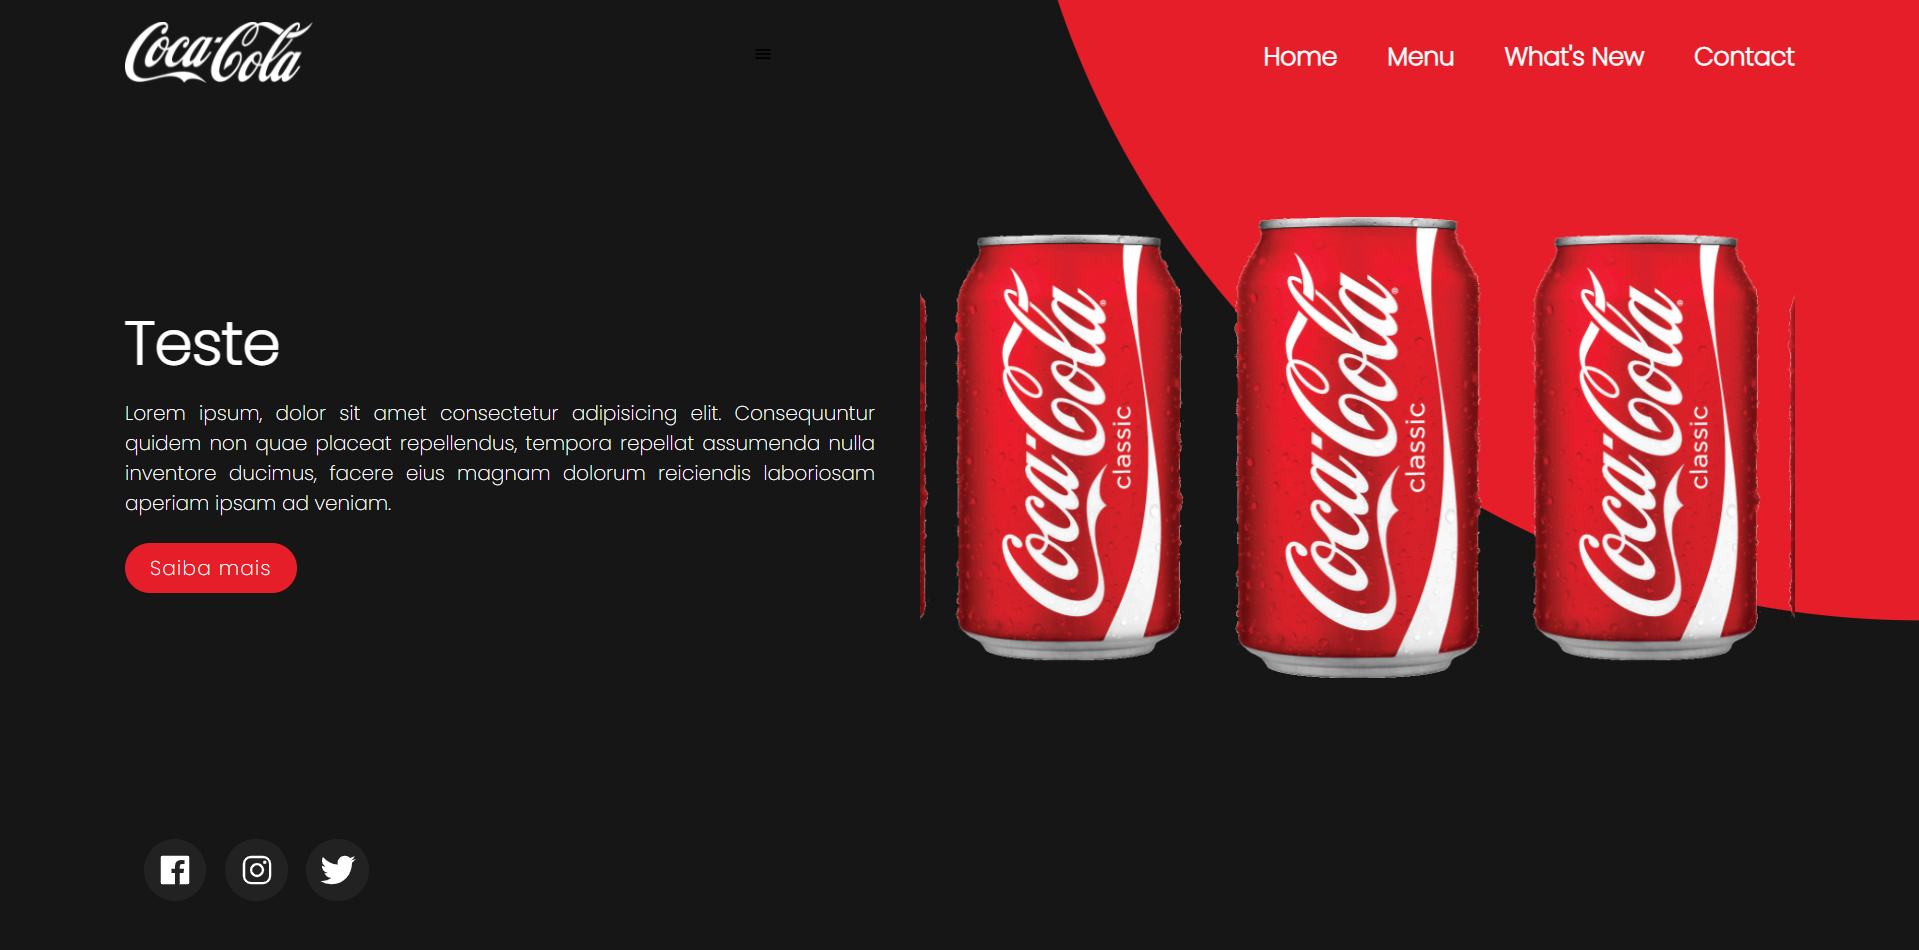 Coca-Cola
Home Menu What's New Contact
Teste
Lorem ipsum, dolor sit amet consectetur adipisicing elit. Consequuntur
quidem non quae placeat repellendus, tempora repellat assumenda nulla
inventore ducimus, facere eius magnam dolorum reiciendis laboriosam
aperiam ipsam ad veniam.
Saiba mais
Coca-Cola
classic
Coca-Cola
classic
Coca-Cola
classic